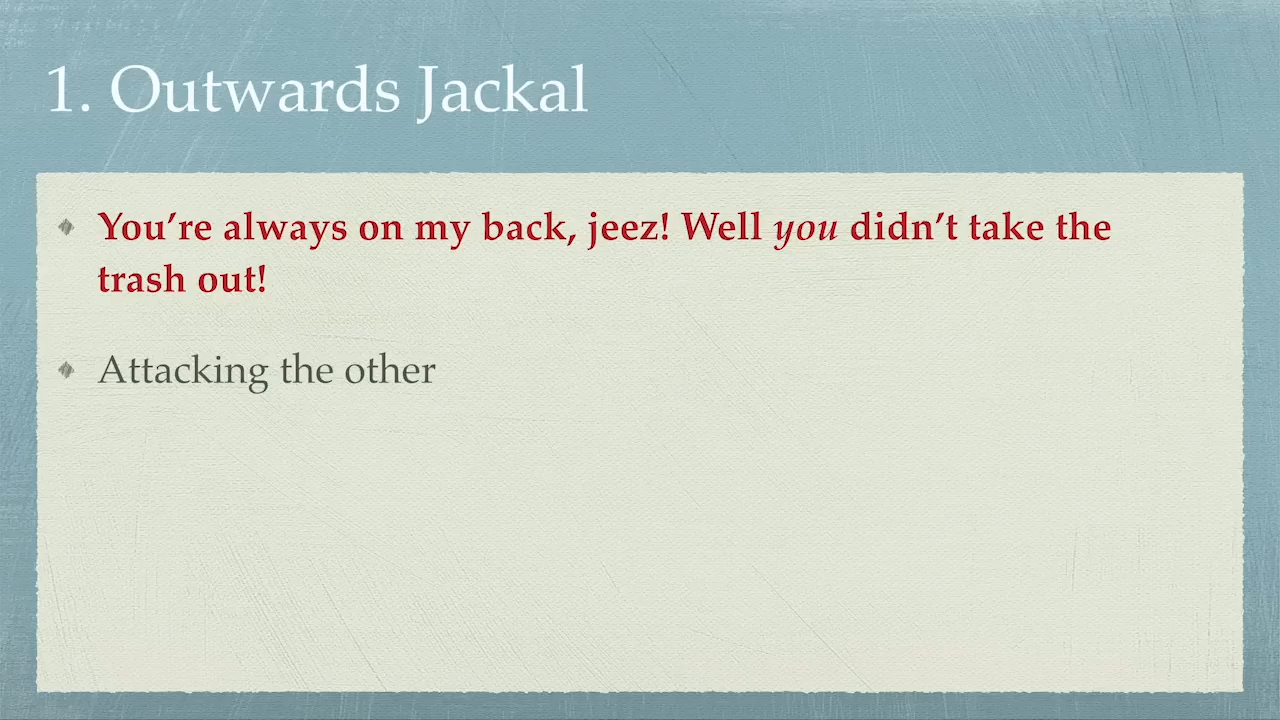 1. Outwards Jackal
You’re always on my back, jeez! Well you didn’t take the
trash out!
Attacking the other